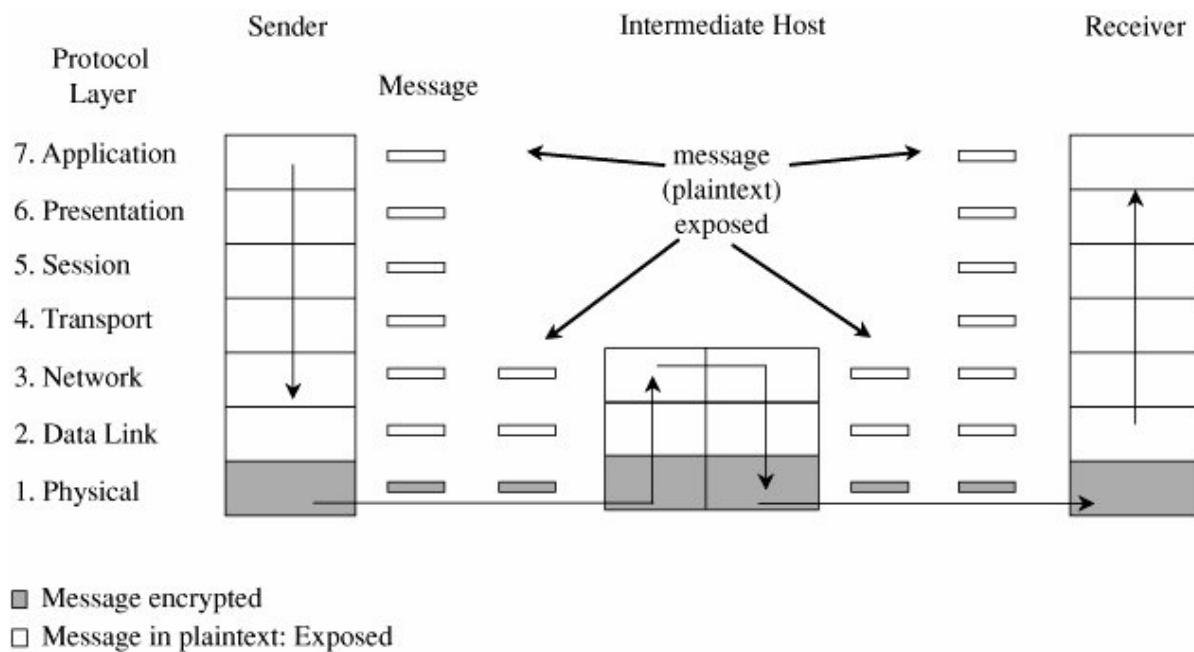 Sender
Intermediate Host
Receiver
Protocol
Layer
Message
7. Application
6. Presentation
5. Session
4. Transport
3. Network
2. Data Link
1. Physical
message
(plaintext)
exposed
Message encrypted
Message in plaintext: Exposed